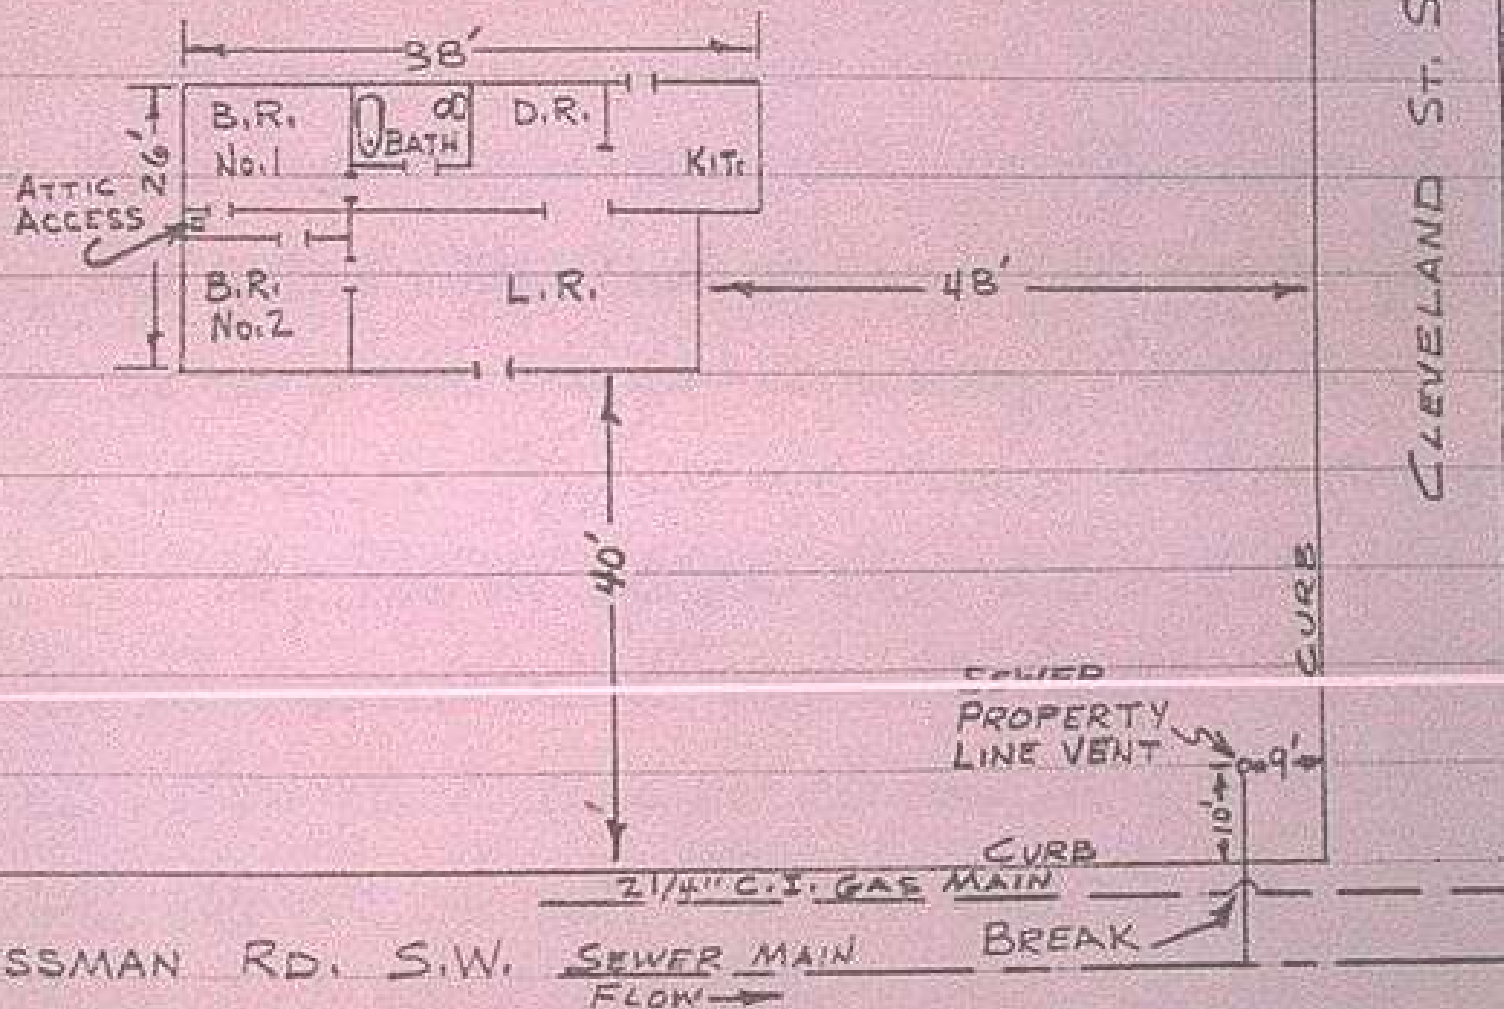 38'
B.R.
No.1
BATH
D.R.
KITC
26'
ATTIC
ACCESS
B.R.
No.2
L.R.
48'
40'
CLEVELAND ST. S
CURB
PROPERTY
LINE VENT
9'
10'
CURB
2 1/4" C.I. GAS MAIN
BREAK
SSMAN RD. S.W.
SEWER MAIN
FLOW